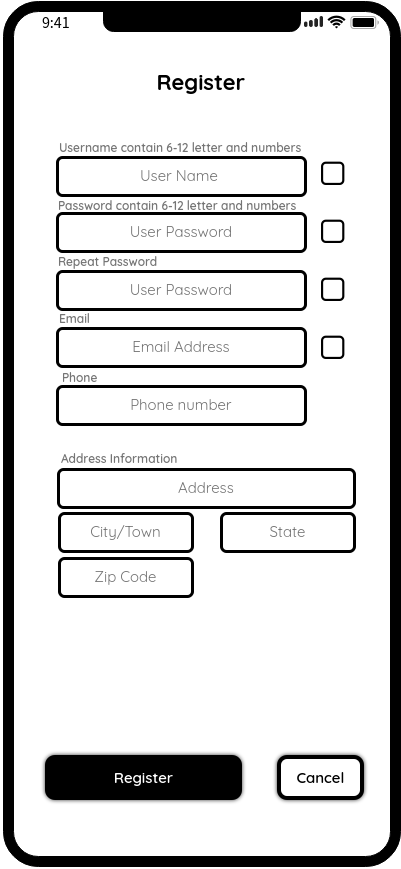 9:41
Register
Username contain 6-12 letter and numbers
User Name
Password contain 6-12 letter and numbers
User Password
Repeat Password
User Password
Email
Email Address
Phone
Phone number
Address Information
Address
City/Town State
Zip Code
Register Cancel